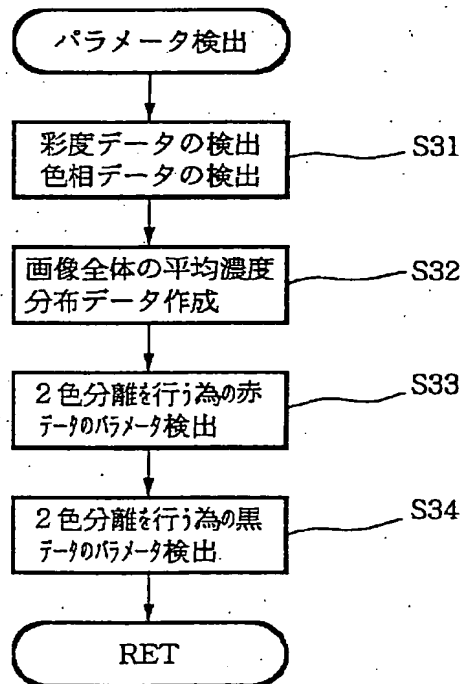 パラメータ検出
彩度データの検出
色相データの検出
S31
画像全体の平均濃度
分布データ作成
S32
2色分離を行う為の赤
データのパラメータ検出
S33
2色分離を行う為の黒
データのパラメータ検出
S34
RET